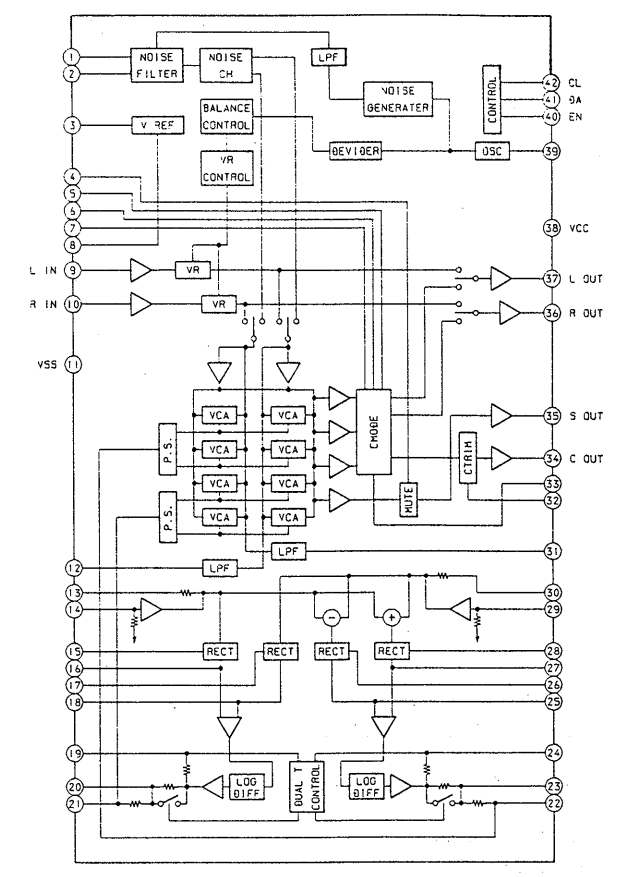 1 NOISE FILTER NOISE CH LPF
2
42 CL
41 DA
40 EN
CONTROL
NOISE GENERATER
3 V REF BALANCE CONTROL
DEVIDER OSC 39
VR CONTROL
4
5
6
7
8
38 VCC
L IN 9 VR 37 L OUT
R IN 10 VR 36 R OUT
VSS 11
VCA VCA
CMODE
35 S OUT
P.S.
VCA VCA
CTRIM
34 C OUT
VCA VCA
33
MUTE
32
P.S.
VCA VCA
LPF 31
12 LPF
13 30
14 29
− +
15 RECT RECT RECT RECT 28
16 27
17 26
18 25
19 24
DUAL T CONTROL
20 LOG DIFF LOG DIFF 23
21 22